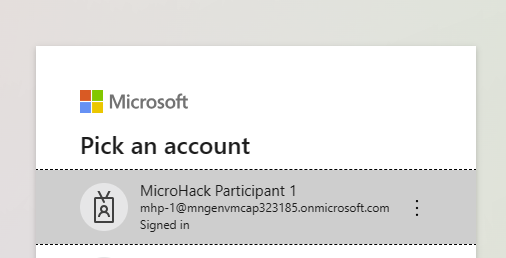 Microsoft
Pick an account
MicroHack Participant 1
mhp-1@mngenvmcap323185.onmicrosoft.com
Signed in